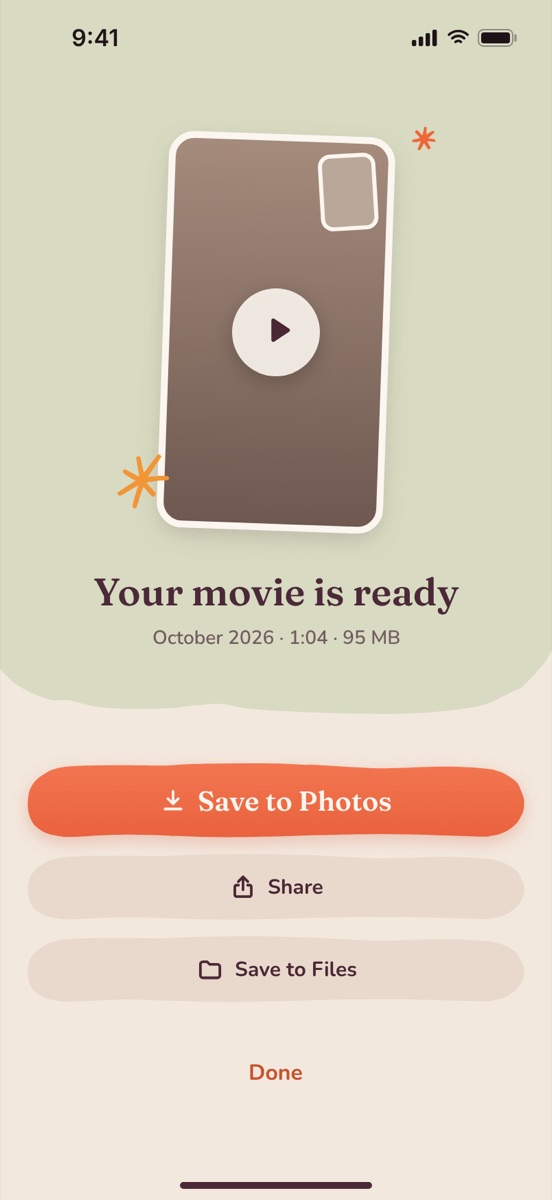 9:41
Your movie is ready
October 2026 · 1:04 · 95 MB
Save to Photos
Share
Save to Files
Done